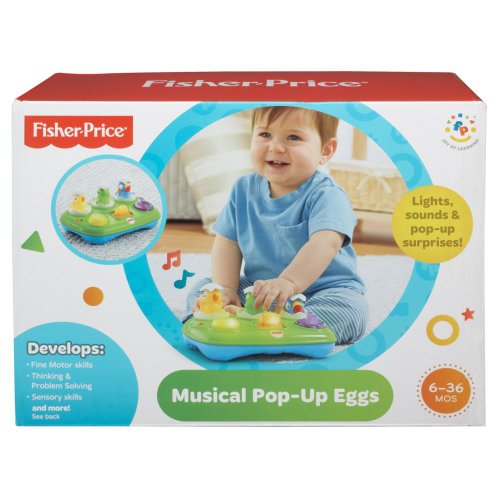 Fisher-Price
Fisher-Price®
fp
JOY OF LEARNING
Lights,
sounds &
pop-up
surprises!
Develops:
• Fine Motor skills
• Thinking &
Problem Solving
• Sensory skills
and more!
See back
Musical Pop-Up Eggs
6-36
MOS